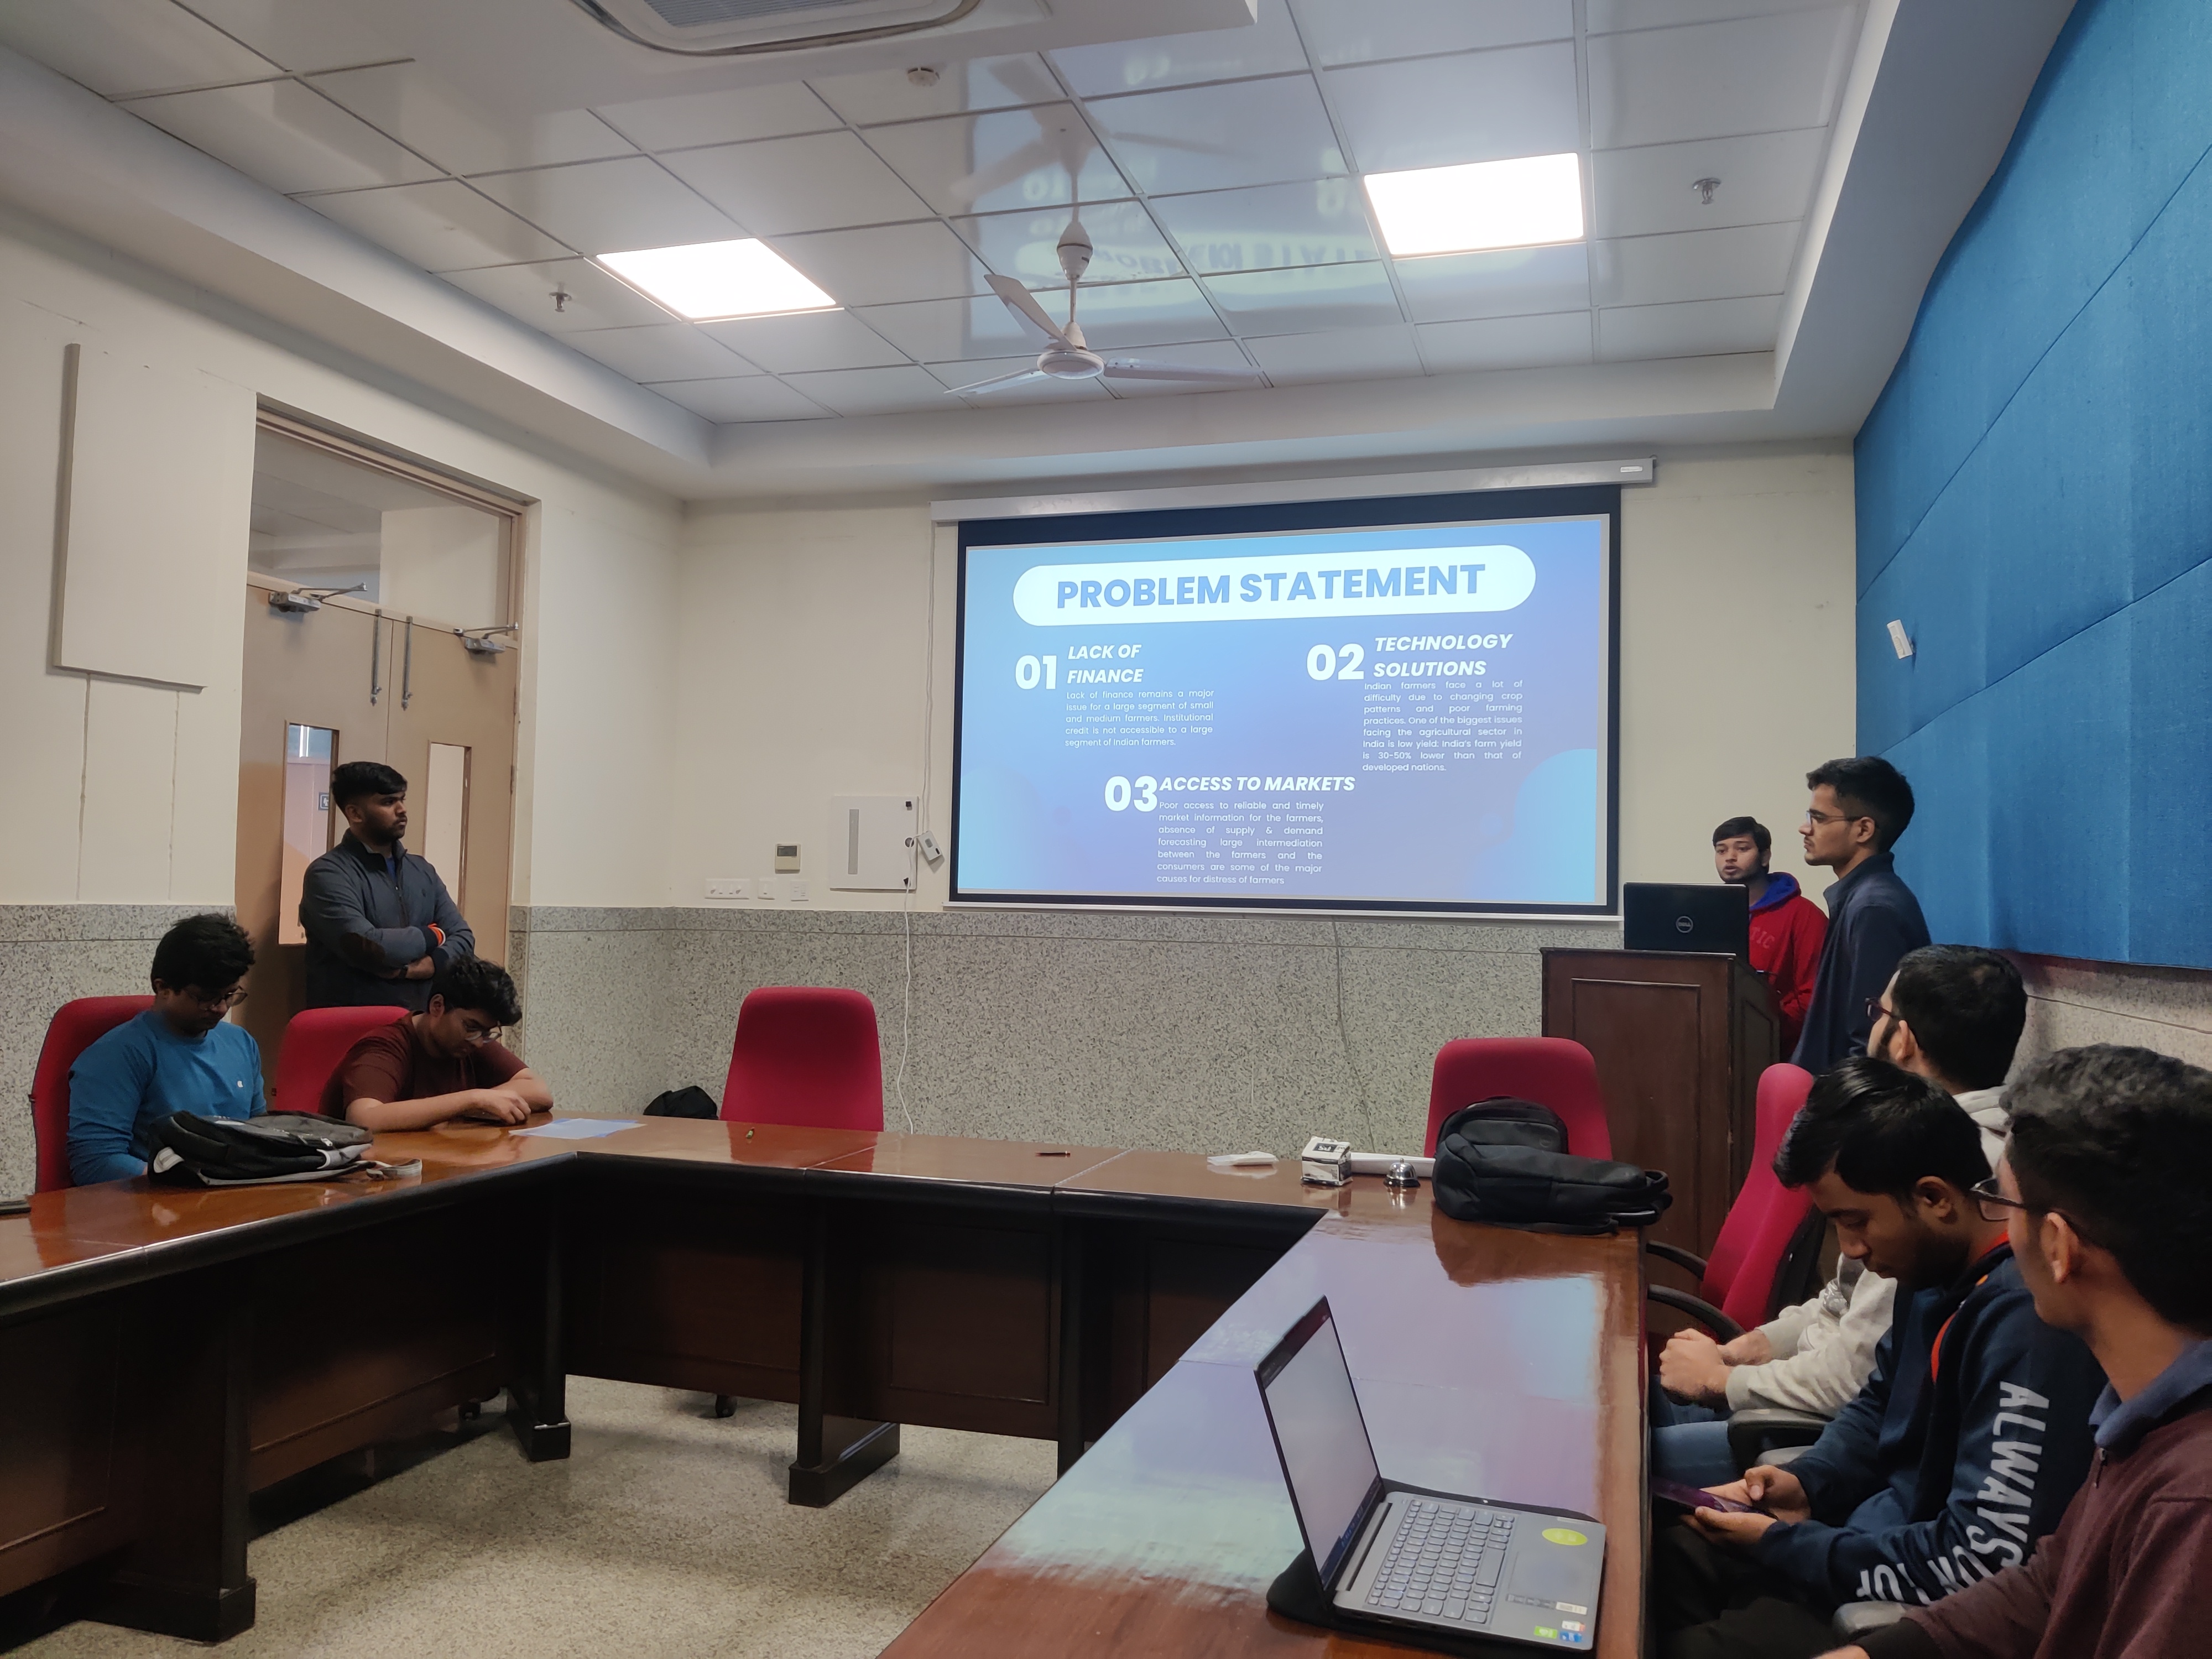 PROBLEM STATEMENT
01
LACK OF
FINANCE
Lack of finance remains a major
issue for a large segment of small
and medium farmers. Institutional
credit is not accessible to a large
segment of Indian farmers.
02
TECHNOLOGY
SOLUTIONS
Indian farmers face a lot of
difficulty due to changing crop
patterns and poor farming
practices. One of the biggest issues
facing the agricultural sector in
India is low yield: India's farm yield
is 30-50% lower than that of
developed nations.
03
ACCESS TO MARKETS
Poor access to reliable and timely
market information for the farmers,
absence of supply & demand
forecasting large intermediation
between the farmers and the
consumers are some of the major
causes for distress of farmers
DELL
TIC
ALWAYS ON TOP